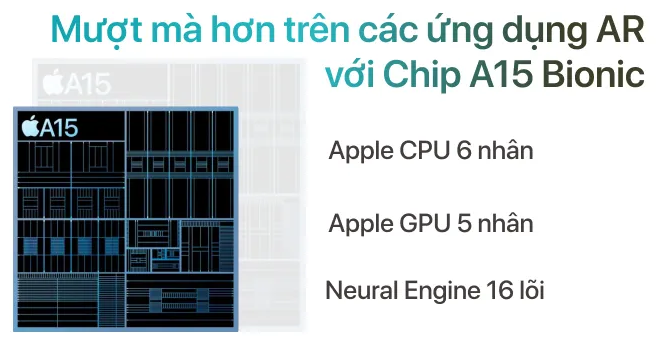 Mượt mà hơn trên các ứng dụng AR
với Chip A15 Bionic
A15
A15
Apple CPU 6 nhân
Apple GPU 5 nhân
Neural Engine 16 lõi